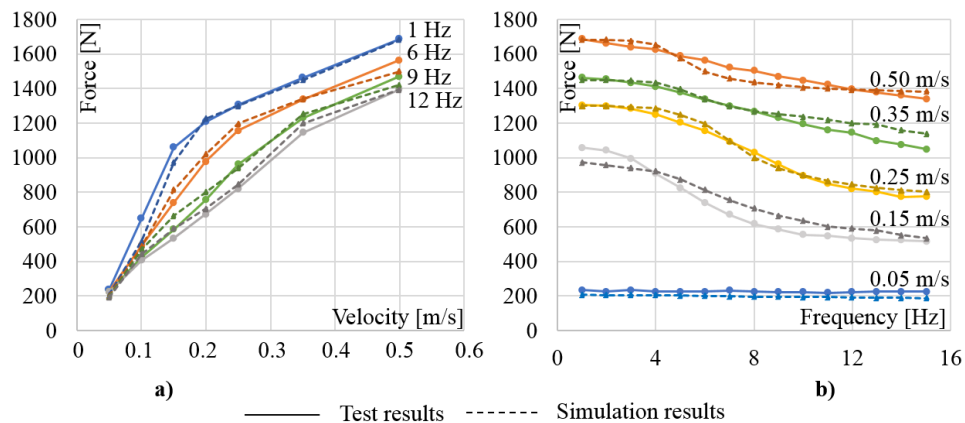 1800
1600
1400
1200
1000
800
600
400
200
0
Force [N]
1 Hz
6 Hz
9 Hz
12 Hz
Velocity [m/s]
0 0.1 0.2 0.3 0.4 0.5 0.6
a)
1800
1600
1400
1200
1000
800
600
400
200
0
Force [N]
0.50 m/s
0.35 m/s
0.25 m/s
0.15 m/s
0.05 m/s
Frequency [Hz]
0 4 8 12 16
b)
Test results Simulation results